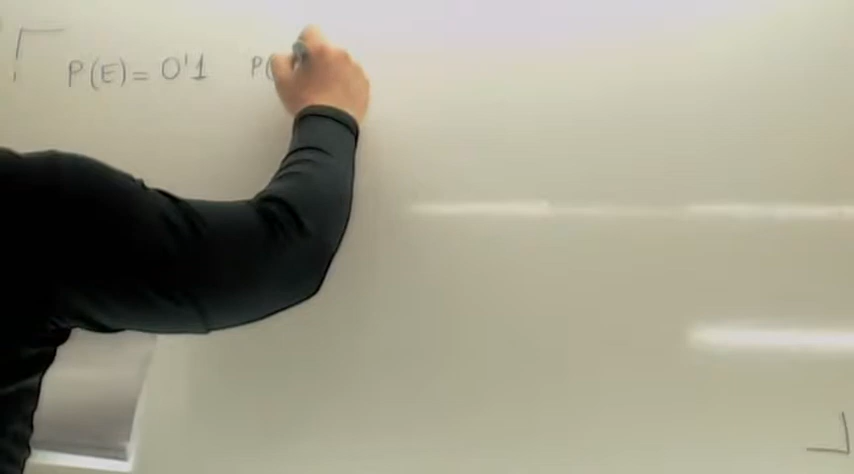 P(E) = 0'1 P(